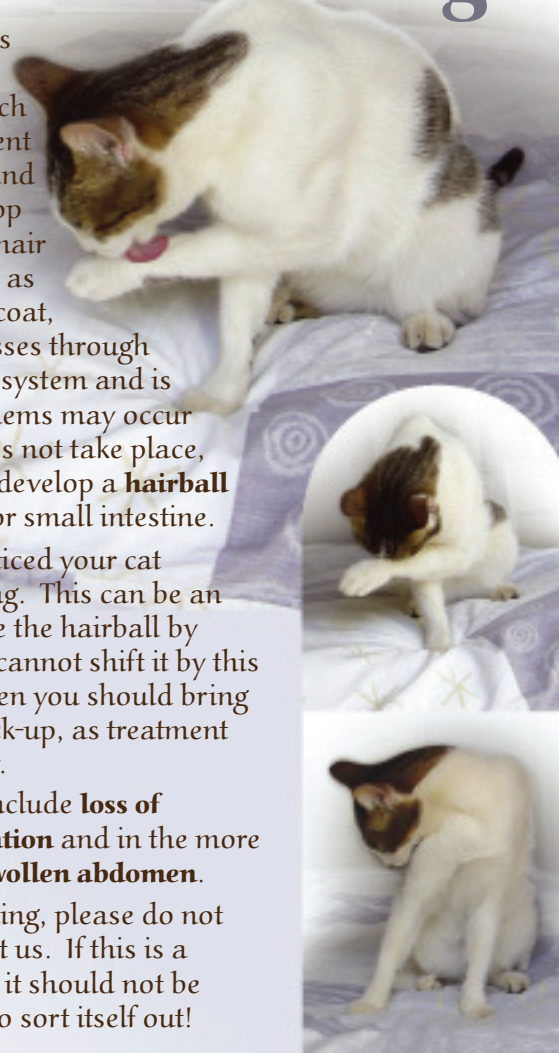 g
s
ch
ent
nd
op
hair
as
coat,
sses through
system and is
lems may occur
s not take place,
develop a hairball
or small intestine.
ticed your cat
ng. This can be an
e the hairball by
cannot shift it by this
en you should bring
ck-up, as treatment
.
nclude loss of
ation and in the more
wollen abdomen.
ing, please do not
t us. If this is a
it should not be
o sort itself out!